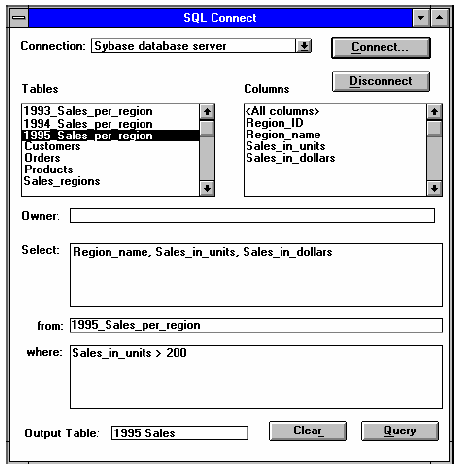 SQL Connect
Connection: Sybase database server
Connect...
Disconnect
Tables
1993_Sales_per_region
1994_Sales_per_region
1995_Sales_per_region
Customers
Orders
Products
Sales_regions
Columns
<All columns>
Region_ID
Region_name
Sales_in_units
Sales_in_dollars
Owner:
Select: Region_name, Sales_in_units, Sales_in_dollars
from: 1995_Sales_per_region
where: Sales_in_units > 200
Output Table: 1995 Sales
Clear
Query